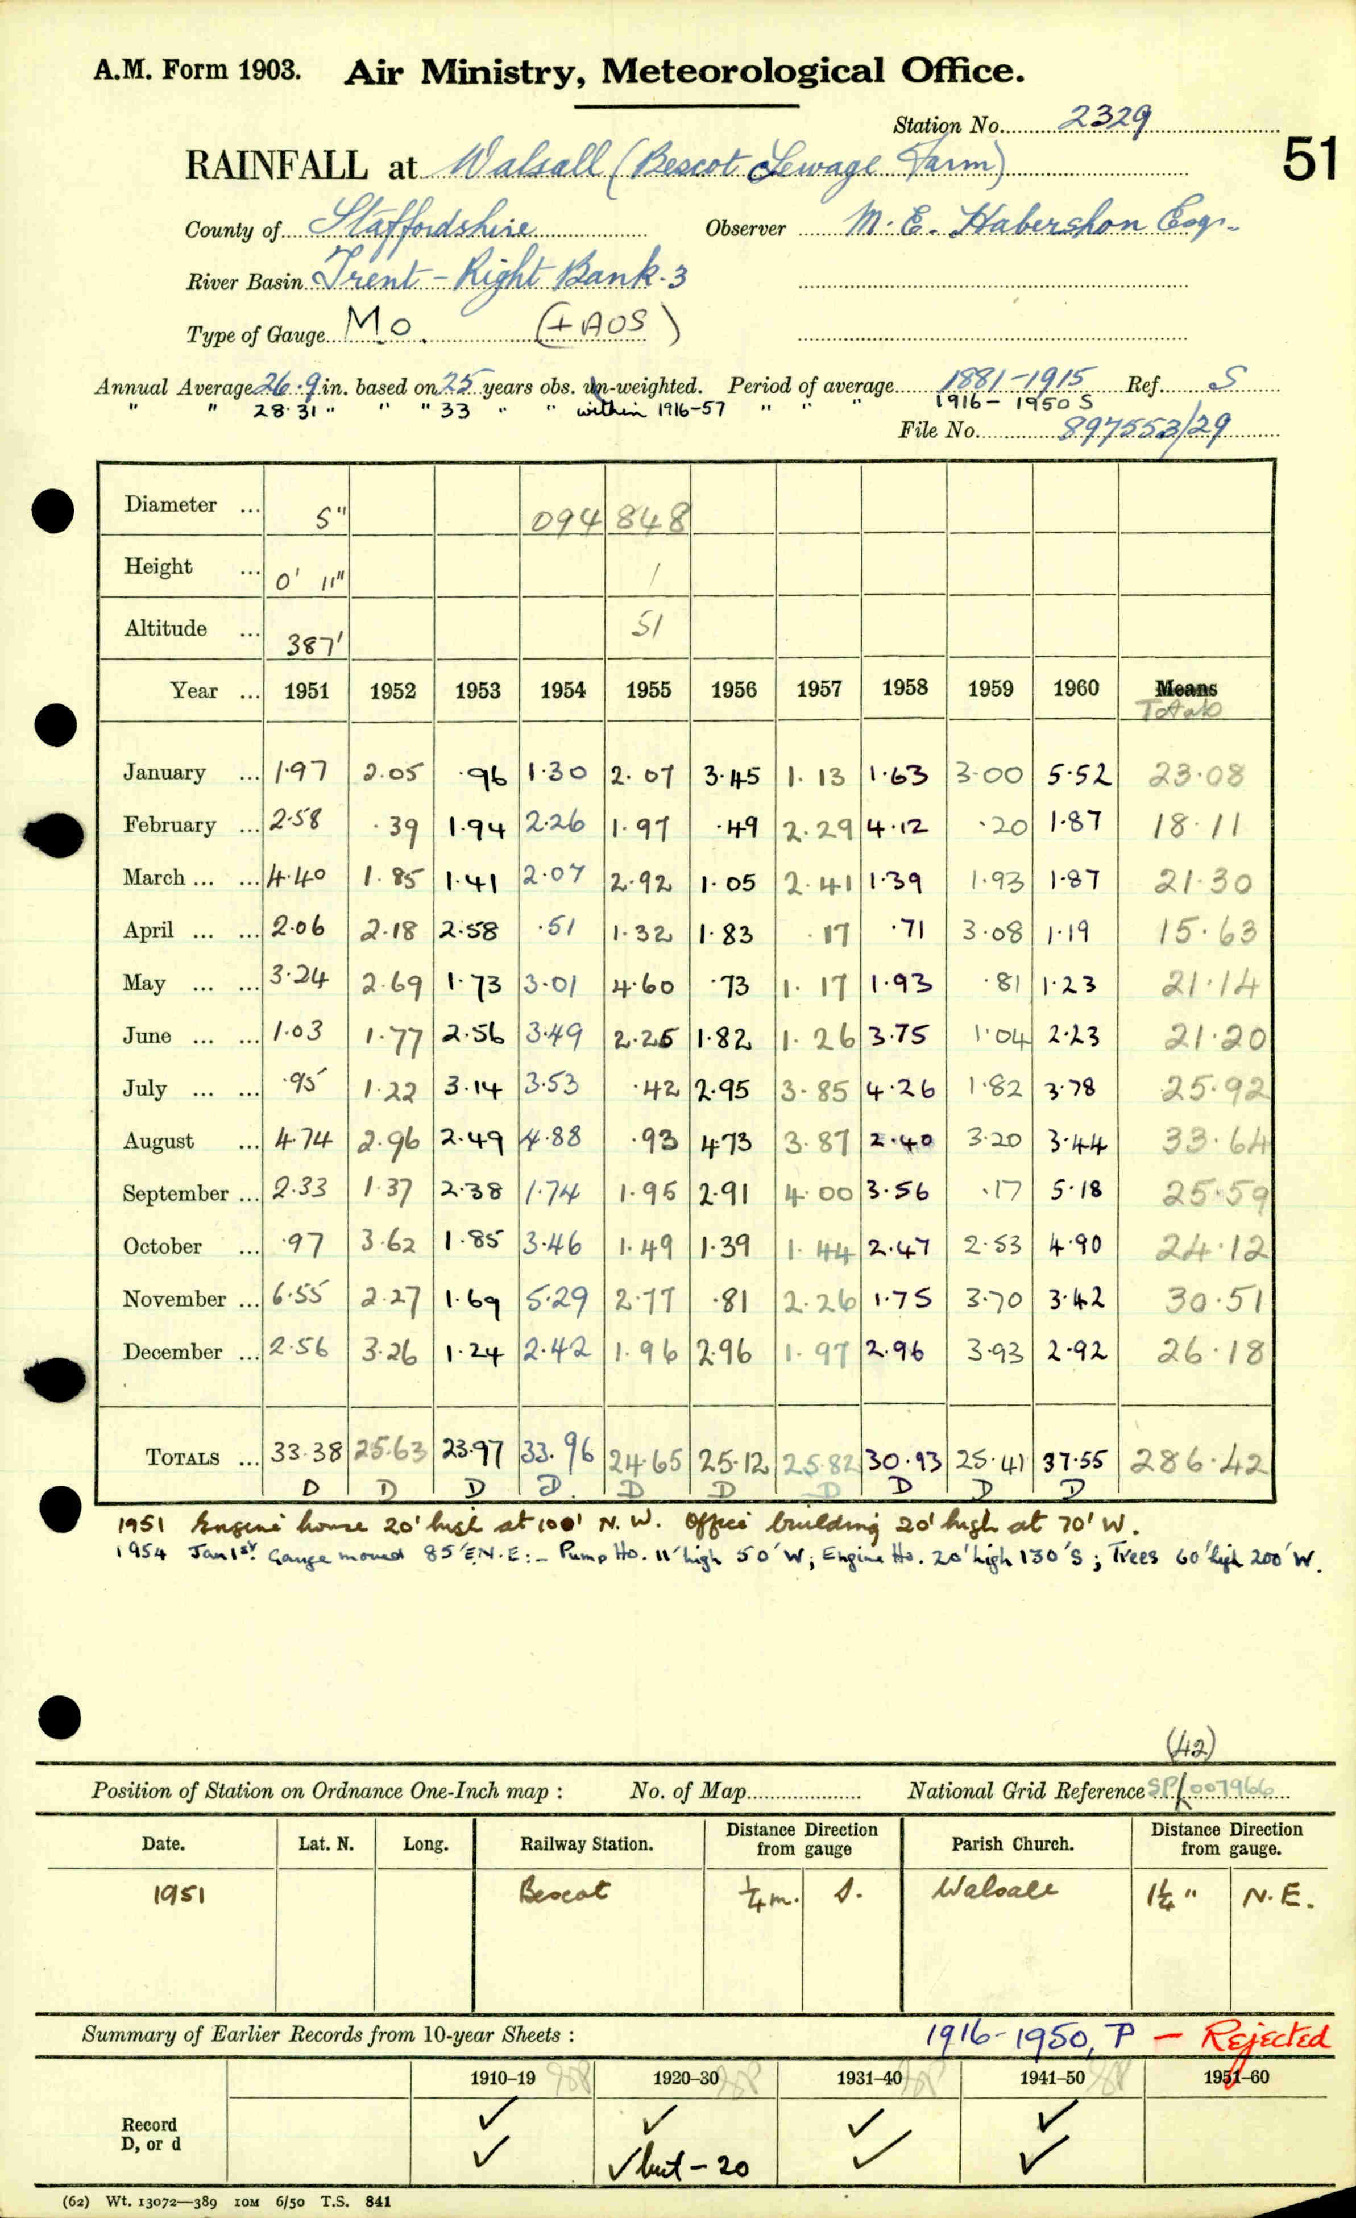 A.M. Form 1903. Air Ministry, Meteorological Office.
Station No. 2329
51
RAINFALL at Walsall (Bescot Sewage Farm)
County of Staffordshire Observer M. E. Habershon Esqr.
River Basin Trent - Right Bank. 3
Type of Gauge MO. (+AOS)
Annual Average 26.9 in. based on 25 years obs. un-weighted. Period of average 1881-1915 Ref. S
" " 28.31 " " " 33 " " within 1916-57 " " " 1916-1950 S
File No. 897553/29
Diameter ... 5" 094 848
Height ... 0' 11" 1
Altitude ... 387' 51
Year ... 1951 1952 1953 1954 1955 1956 1957 1958 1959 1960 Means
Totals
January ... 1.97 2.05 .96 1.30 2.07 3.45 1.13 1.63 3.00 5.52 23.08
February ... 2.58 .39 1.94 2.26 1.97 .49 2.29 4.12 .20 1.87 18.11
March ... ... 4.40 1.85 1.41 2.07 2.92 1.05 2.41 1.39 1.93 1.87 21.30
April ... ... 2.06 2.18 2.58 .51 1.32 1.83 .17 .71 3.08 1.19 15.63
May ... ... 3.24 2.69 1.73 3.01 4.60 .73 1.17 1.93 .81 1.23 21.14
June ... ... 1.03 1.77 2.56 3.49 2.25 1.82 1.26 3.75 1.04 2.23 21.20
July ... ... .95 1.22 3.14 3.53 .42 2.95 3.85 4.26 1.82 3.78 25.92
August ... 4.74 2.96 2.49 4.88 .93 4.73 3.87 2.40 3.20 3.44 33.64
September ... 2.33 1.37 2.38 1.74 1.95 2.91 4.00 3.56 .17 5.18 25.59
October ... .97 3.62 1.85 3.46 1.49 1.39 1.44 2.47 2.53 4.90 24.12
November ... 6.55 2.27 1.69 5.29 2.77 .81 2.26 1.75 3.70 3.42 30.51
December ... 2.56 3.26 1.24 2.42 1.96 2.96 1.97 2.96 3.93 2.92 26.18
TOTALS ... 33.38 25.63 23.97 33.96 24.65 25.12 25.82 30.93 25.41 37.55 286.42
D D D D. D D D D D D
1951 Engine house 20' high at 100' N.W. Office building 20' high at 70' W.
1954 Jan 1st. Gauge moved 85' E.N.E:- Pump Ho. 11' high 50' W; Engine Ho. 20' high 130' S; Trees 60' high 200' W.
(42)
Position of Station on Ordnance One-Inch map : No. of Map National Grid Reference SP/007966
Date. Lat. N. Long. Railway Station. Distance Direction from gauge Parish Church. Distance Direction from gauge.
1951 Bescot ¼ m. S. Walsall 1¼ " N.E.
Summary of Earlier Records from 10-year Sheets : 1916-1950, P - Rejected
1910-19 1920-30 1931-40 1941-50 1951-60
Record ✓ ✓ ✓ ✓
D, or d ✓ ✓ but - 20 ✓ ✓
(62) Wt. 13072—389 10M 6/50 T.S. 841